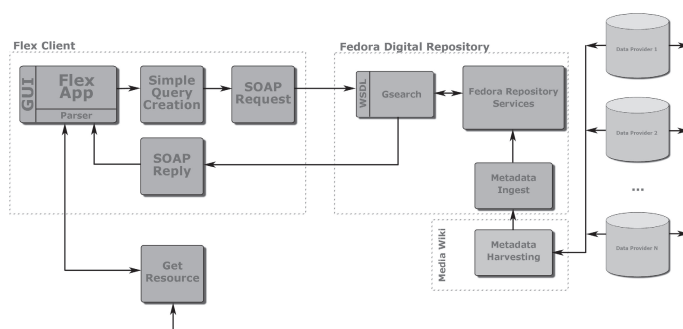 Flex Client
GUI
Flex
App
Parser
Simple
Query
Creation
SOAP
Request
SOAP
Reply
Get
Resource
Fedora Digital Repository
WSDL
Gsearch
Fedora Repository
Services
Metadata
Ingest
Media Wiki
Metadata
Harvesting
Data Provider 1
Data Provider 2
...
Data Provider N